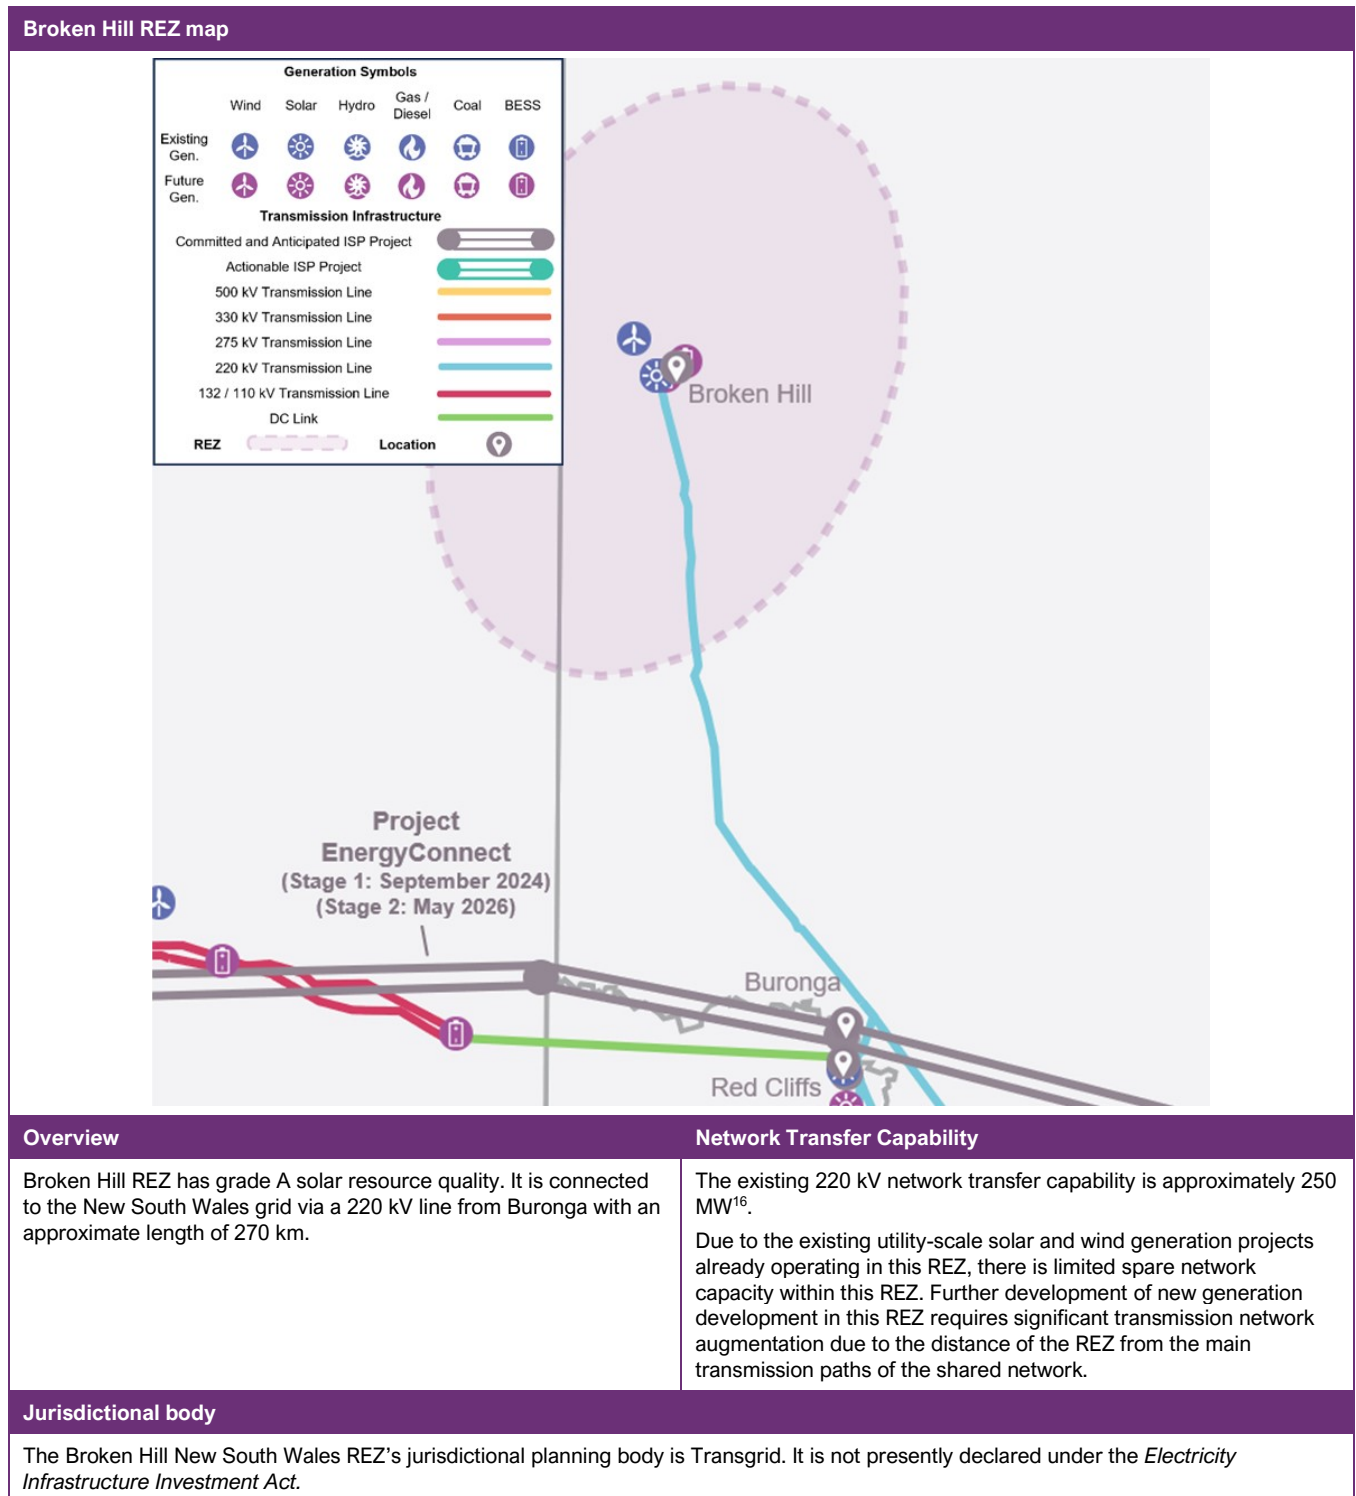 Broken Hill REZ map
Generation Symbols
Wind Solar Hydro Gas / Diesel Coal BESS
Existing Gen.
Future Gen.
Transmission Infrastructure
Committed and Anticipated ISP Project
Actionable ISP Project
500 kV Transmission Line
330 kV Transmission Line
275 kV Transmission Line
220 kV Transmission Line
132 / 110 kV Transmission Line
DC Link
REZ Location
Broken Hill
Project
EnergyConnect
(Stage 1: September 2024)
(Stage 2: May 2026)
Buronga
Red Cliffs
Overview
Broken Hill REZ has grade A solar resource quality. It is connected
to the New South Wales grid via a 220 kV line from Buronga with an
approximate length of 270 km.
Network Transfer Capability
The existing 220 kV network transfer capability is approximately 250
MW16.
Due to the existing utility-scale solar and wind generation projects
already operating in this REZ, there is limited spare network
capacity within this REZ. Further development of new generation
development in this REZ requires significant transmission network
augmentation due to the distance of the REZ from the main
transmission paths of the shared network.
Jurisdictional body
The Broken Hill New South Wales REZ’s jurisdictional planning body is Transgrid. It is not presently declared under the Electricity
Infrastructure Investment Act.